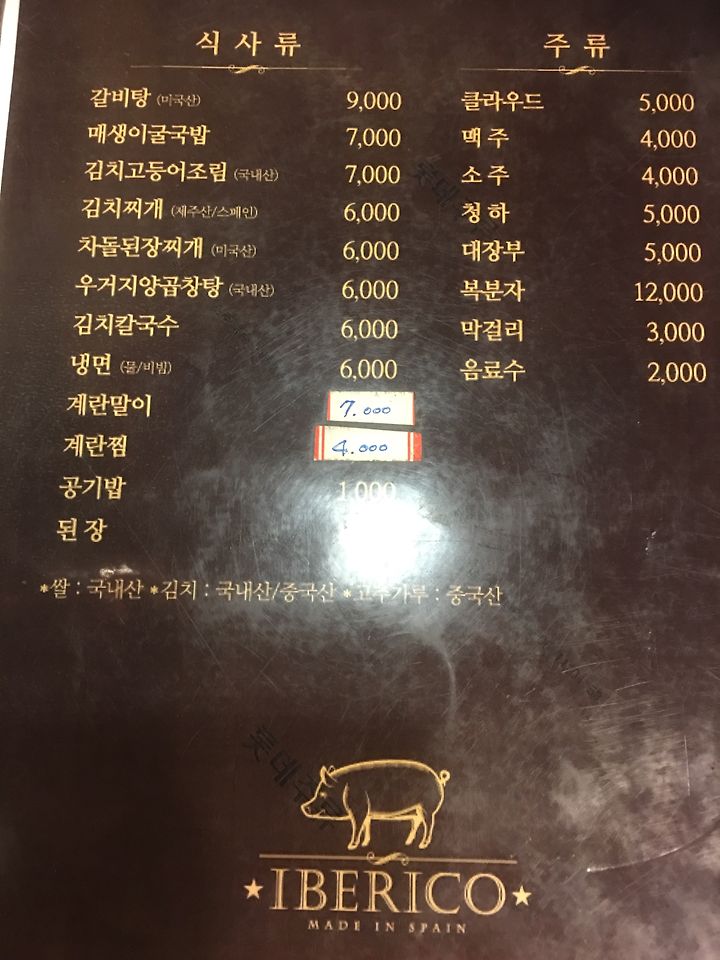 식사류
갈비탕 (미국산) 9,000
매생이굴국밥 7,000
김치고등어조림 (국내산) 7,000
김치찌개 (제주산/스페인) 6,000
차돌된장찌개 (미국산) 6,000
우거지양곱창탕 (국내산) 6,000
김치칼국수 6,000
냉면 (물/비빔) 6,000
계란말이 7.000
계란찜 4.000
공기밥 1,000
된장
주류
클라우드 5,000
맥주 4,000
소주 4,000
청하 5,000
대장부 5,000
복분자 12,000
막걸리 3,000
음료수 2,000
*쌀 : 국내산 *김치 : 국내산/중국산 *고추가루 : 중국산
IBERICO
MADE IN SPAIN